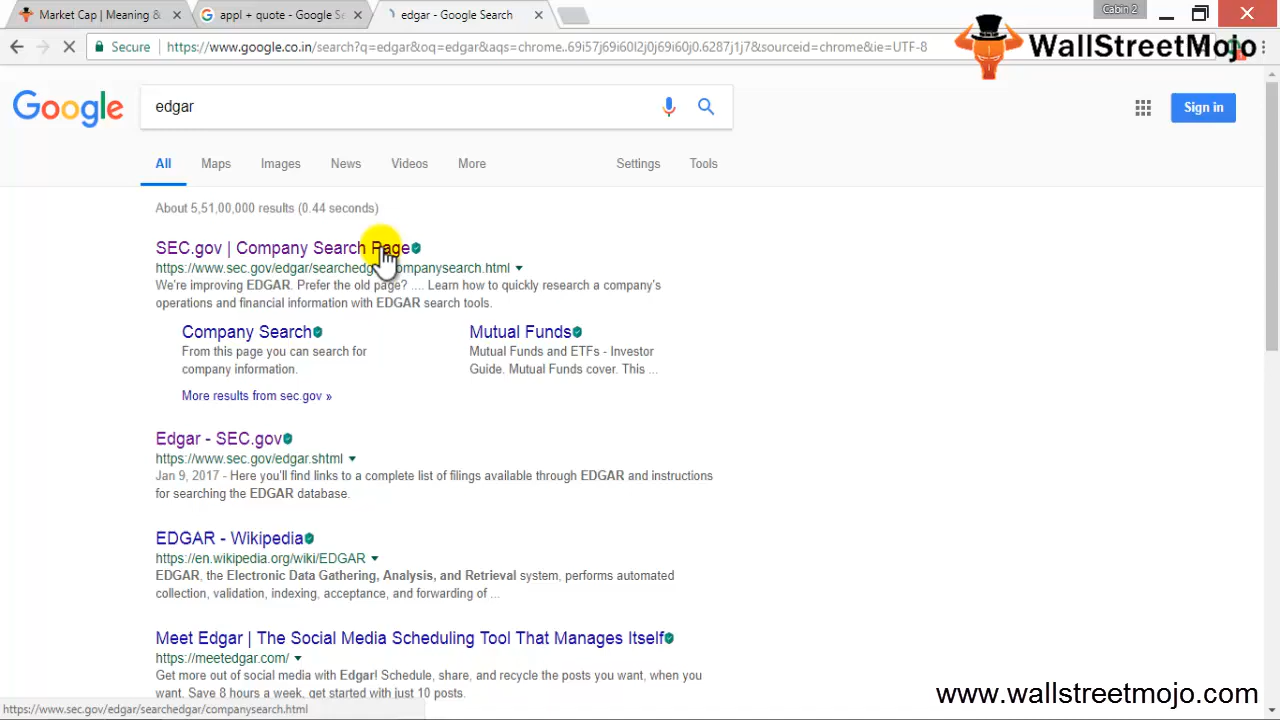 Market Cap | Meaning &
appl + quote - Google Se
edgar - Google Search
Cabin 2
Secure
https://www.google.com/search?q=edgar&oq=edgar&aqs=chrome..69i57j69i60l2j0j69i60j0.6287j1j7&sourceid=chrome&ie=UTF-8
WallStreetMojo
Google
edgar
Sign in
All Maps Images News Videos More Settings Tools
About 5,51,00,000 results (0.44 seconds)
SEC.gov | Company Search Page
https://www.sec.gov/edgar/searchedg ompanysearch.html
We're improving EDGAR. Prefer the old page? .... Learn how to quickly research a company's
operations and financial information with EDGAR search tools.
Company Search
From this page you can search for
company information.
Mutual Funds
Mutual Funds and ETFs - Investor
Guide. Mutual Funds cover. This ...
More results from sec.gov »
Edgar - SEC.gov
https://www.sec.gov/edgar.shtml
Jan 9, 2017 - Here you'll find links to a complete list of filings available through EDGAR and instructions
for searching the EDGAR database.
EDGAR - Wikipedia
https://en.wikipedia.org/wiki/EDGAR
EDGAR, the Electronic Data Gathering, Analysis, and Retrieval system, performs automated
collection, validation, indexing, acceptance, and forwarding of ...
Meet Edgar | The Social Media Scheduling Tool That Manages Itself
https://meetedgar.com/
Get more out of social media with Edgar! Schedule, share, and recycle the posts you want, when you
want. Save 8 hours a week, get started with just 10 posts.
https://www.sec.gov/edgar/searchedgar/companysearch.html
www.wallstreetmojo.com